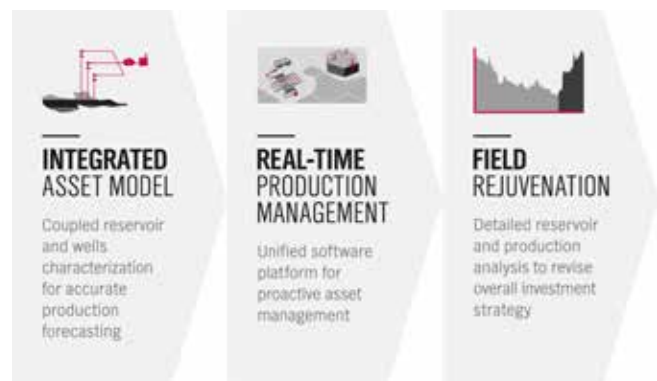 INTEGRATED
ASSET MODEL
Coupled reservoir
and wells
characterization
for accurate
production
forecasting
REAL-TIME
PRODUCTION
MANAGEMENT
Unified software
platform for
proactive asset
management
FIELD
REJUVENATION
Detailed reservoir
and production
analysis to revise
overall investment
strategy